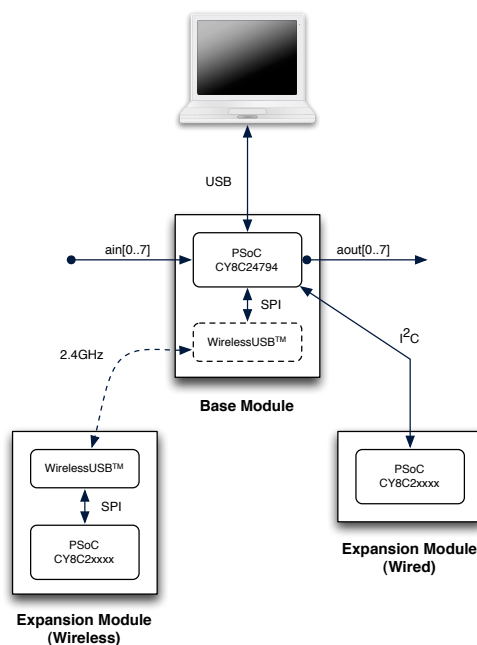 USB
ain[0..7]
PSoC
CY8C24794
aout[0..7]
SPI
WirelessUSB™
I²C
2.4GHz
Base Module
WirelessUSB™
SPI
PSoC
CY8C2xxxx
Expansion Module
(Wireless)
PSoC
CY8C2xxxx
Expansion Module
(Wired)